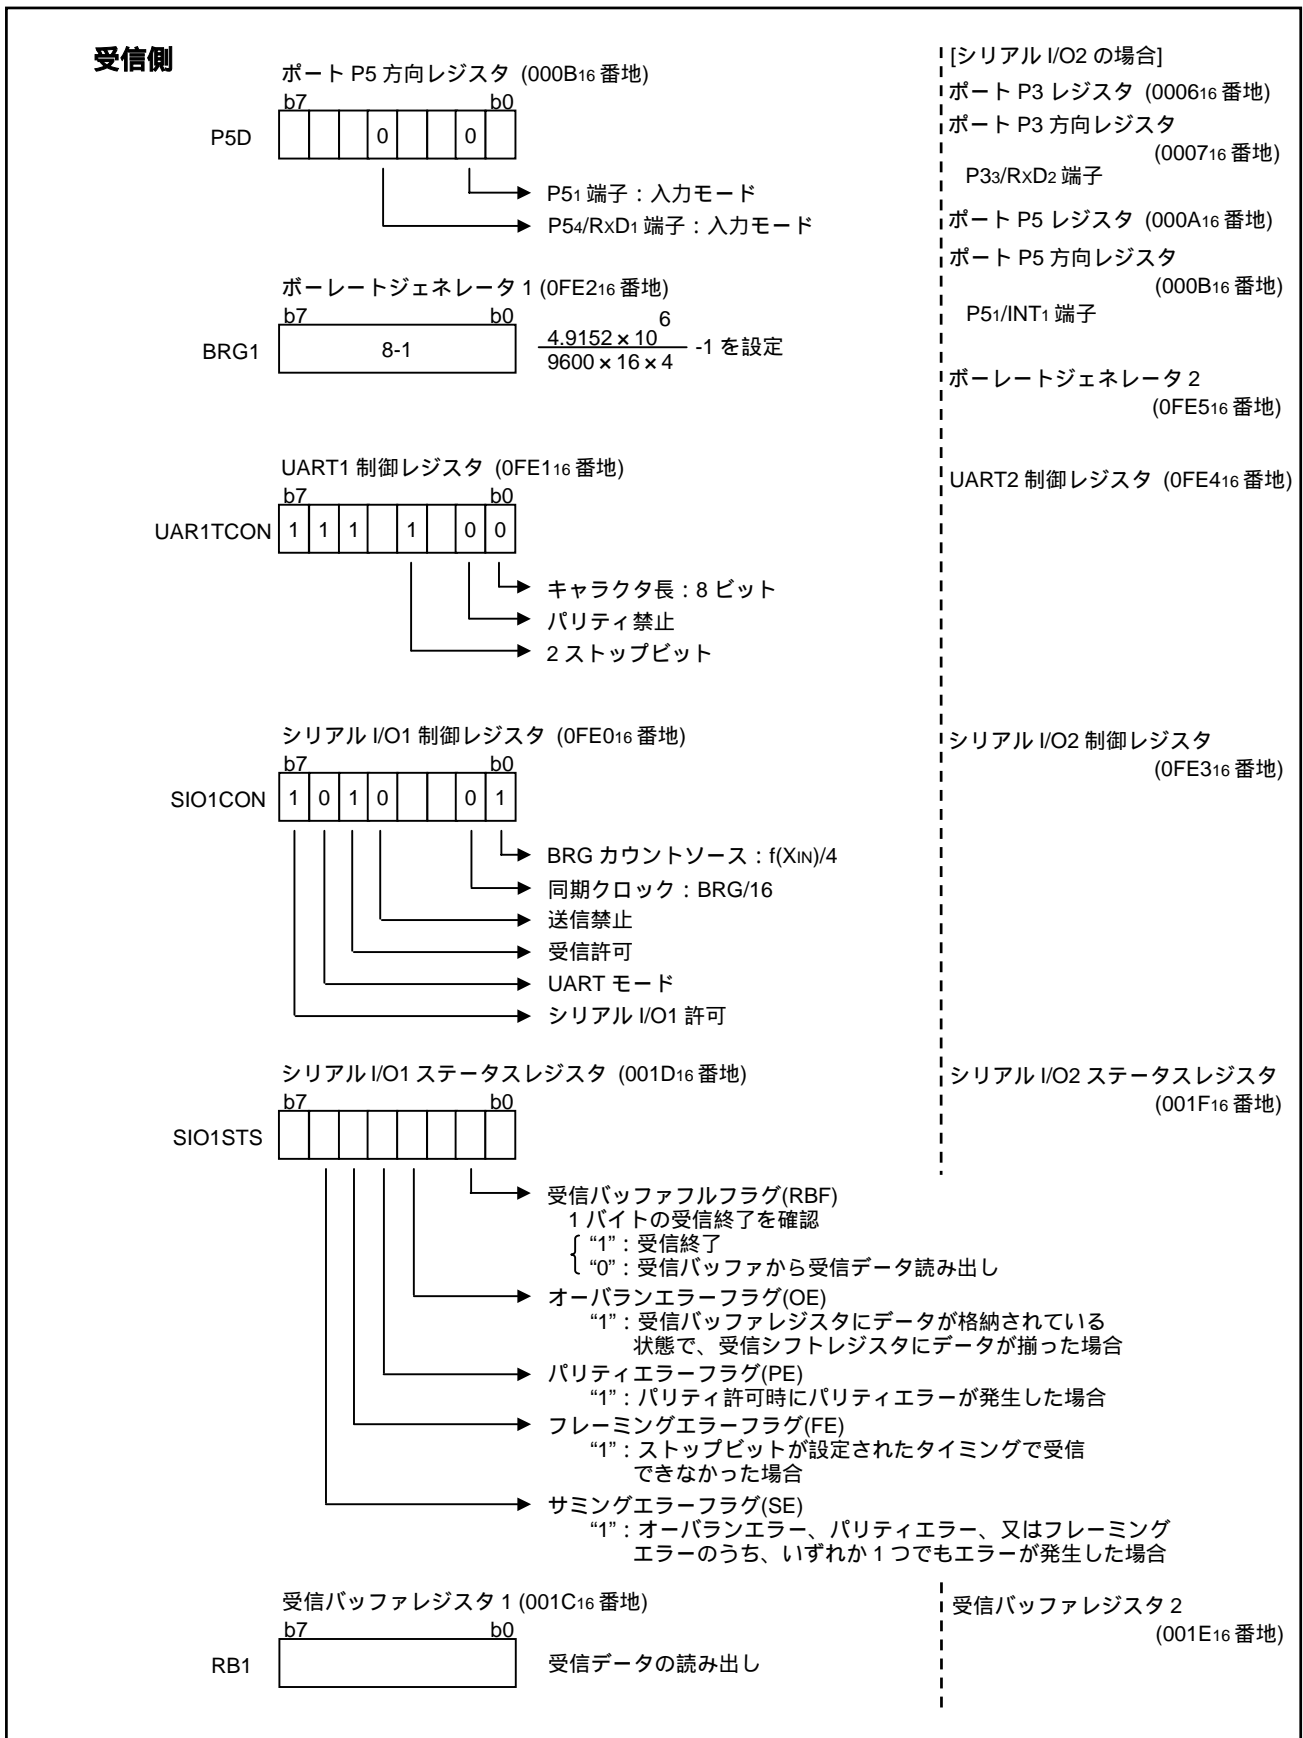 受信側
ポート P5 方向レジスタ (000B16 番地)
b7 b0
P5D 0 0
P51 端子：入力モード
P54/RxD1 端子：入力モード
ボーレートジェネレータ 1 (0FE216 番地)
b7 b0
BRG1 8-1
4.9152 × 10 6
9600 × 16 × 4
-1 を設定
UART1 制御レジスタ (0FE116 番地)
b7 b0
UAR1TCON 1 1 1 1 0 0
キャラクタ長：8 ビット
パリティ禁止
2 ストップビット
シリアル I/O1 制御レジスタ (0FE016 番地)
b7 b0
SIO1CON 1 0 1 0 0 1
BRG カウントソース：f(XIN)/4
同期クロック：BRG/16
送信禁止
受信許可
UART モード
シリアル I/O1 許可
シリアル I/O1 ステータスレジスタ (001D16 番地)
b7 b0
SIO1STS
受信バッファフルフラグ(RBF)
1 バイトの受信終了を確認
“1”：受信終了
“0”：受信バッファから受信データ読み出し
オーバランエラーフラグ(OE)
“1”：受信バッファレジスタにデータが格納されている
状態で、受信シフトレジスタにデータが揃った場合
パリティエラーフラグ(PE)
“1”：パリティ許可時にパリティエラーが発生した場合
フレーミングエラーフラグ(FE)
“1”：ストップビットが設定されたタイミングで受信
できなかった場合
サミングエラーフラグ(SE)
“1”：オーバランエラー、パリティエラー、又はフレーミング
エラーのうち、いずれか 1 つでもエラーが発生した場合
受信バッファレジスタ 1 (001C16 番地)
b7 b0
RB1
受信データの読み出し
[シリアル I/O2 の場合]
ポート P3 レジスタ (000616 番地)
ポート P3 方向レジスタ
(000716 番地)
P33/RxD2 端子
ポート P5 レジスタ (000A16 番地)
ポート P5 方向レジスタ
(000B16 番地)
P51/INT1 端子
ボーレートジェネレータ 2
(0FE516 番地)
UART2 制御レジスタ (0FE416 番地)
シリアル I/O2 制御レジスタ
(0FE316 番地)
シリアル I/O2 ステータスレジスタ
(001F16 番地)
受信バッファレジスタ 2
(001E16 番地)